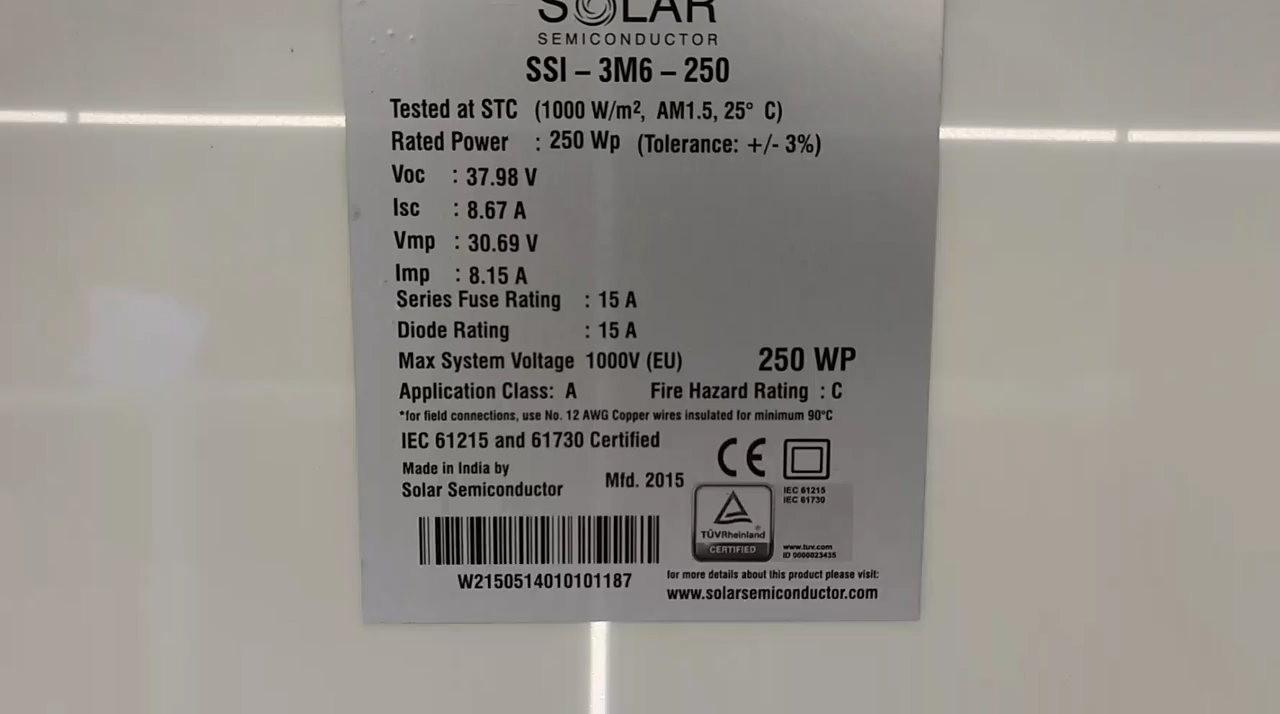 SOLAR
SEMICONDUCTOR
SSI – 3M6 – 250
Tested at STC (1000 W/m², AM1.5, 25° C)
Rated Power : 250 Wp (Tolerance: +/- 3%)
Voc : 37.98 V
Isc : 8.67 A
Vmp : 30.69 V
Imp : 8.15 A
Series Fuse Rating : 15 A
Diode Rating : 15 A
Max System Voltage 1000V (EU) 250 WP
Application Class: A Fire Hazard Rating : C
*for field connections, use No. 12 AWG Copper wires insulated for minimum 90°C
IEC 61215 and 61730 Certified
CE
Made in India by
Solar Semiconductor
Mfd. 2015
IEC 61215
IEC 61730
TÜVRheinland®
CERTIFIED
www.tuv.com
ID 0000023435
W2150514010101187
for more details about this product please visit:
www.solarsemiconductor.com